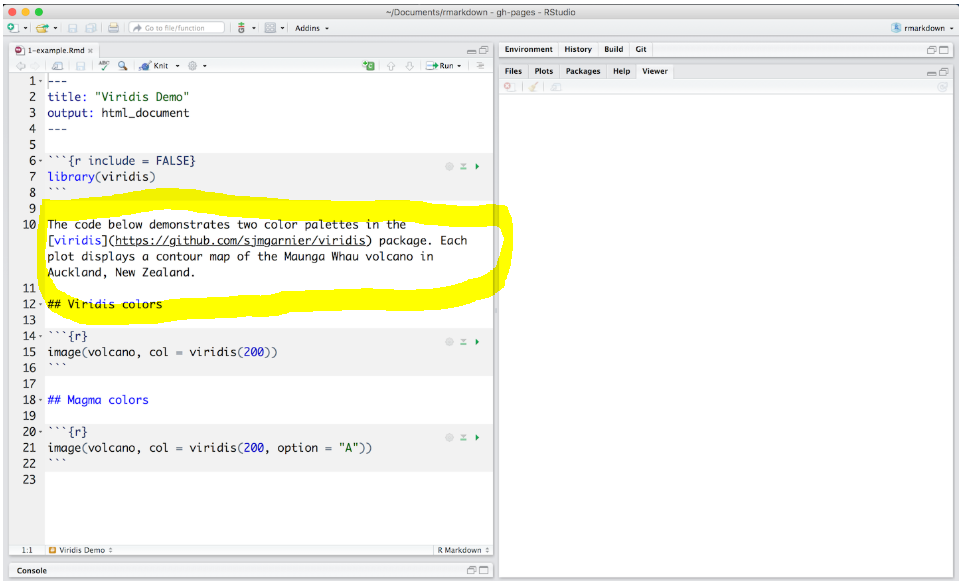 ~/Documents/rmarkdown - gh-pages - RStudio
Go to file/function
Addins
rmarkdown
1-example.Rmd
ABC
Knit
Run
1 ---
2 title: "Viridis Demo"
3 output: html_document
4 ---
5
6 ```{r include = FALSE}
7 library(viridis)
8 ```
9
10 The code below demonstrates two color palettes in the
[viridis](https://github.com/sjmgarnier/viridis) package. Each
plot displays a contour map of the Maunga Whau volcano in
Auckland, New Zealand.
11
12 ## Viridis colors
13
14 ```{r}
15 image(volcano, col = viridis(200))
16 ```
17
18 ## Magma colors
19
20 ```{r}
21 image(volcano, col = viridis(200, option = "A"))
22 ```
23
1:1 Viridis Demo R Markdown
Console
Environment History Build Git
Files Plots Packages Help Viewer